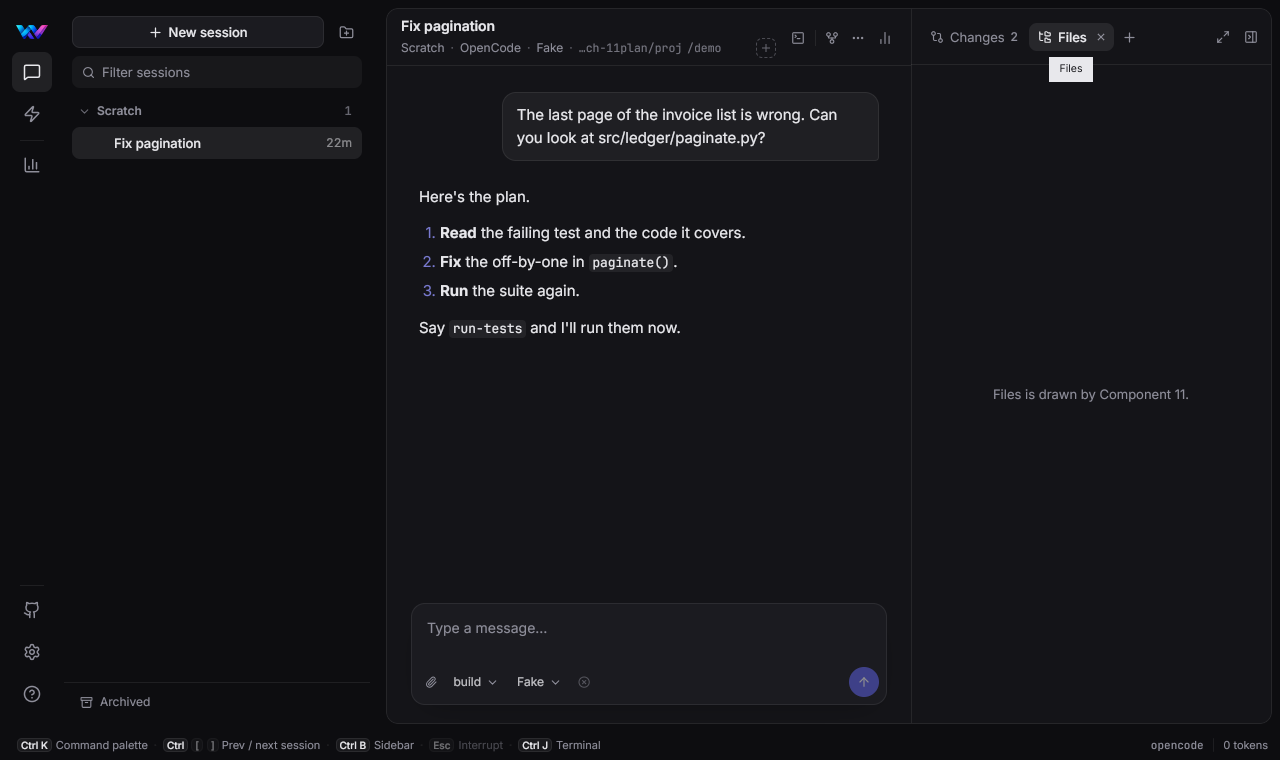 New session
Filter sessions
Scratch 1
Fix pagination 22m
Archived
Fix pagination
Scratch · OpenCode · Fake · …ch-11plan/proj /demo
The last page of the invoice list is wrong. Can
you look at src/ledger/paginate.py?
Here's the plan.
1. Read the failing test and the code it covers.
2. Fix the off-by-one in paginate().
3. Run the suite again.
Say run-tests and I'll run them now.
Type a message...
build Fake
Changes 2 Files
Files
Files is drawn by Component 11.
Ctrl K Command palette · Ctrl [ ] Prev / next session · Ctrl B Sidebar · Esc Interrupt · Ctrl J Terminal
opencode 0 tokens